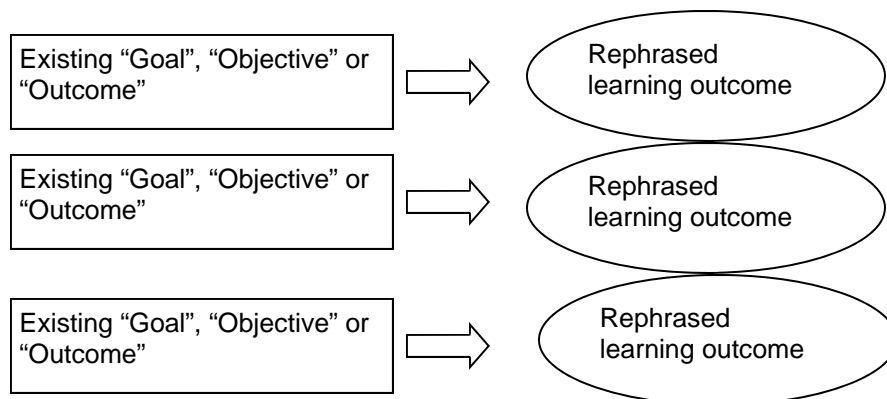 Existing “Goal”, “Objective” or
“Outcome”
Rephrased
learning outcome
Existing “Goal”, “Objective” or
“Outcome”
Rephrased
learning outcome
Existing “Goal”, “Objective” or
“Outcome”
Rephrased
learning outcome